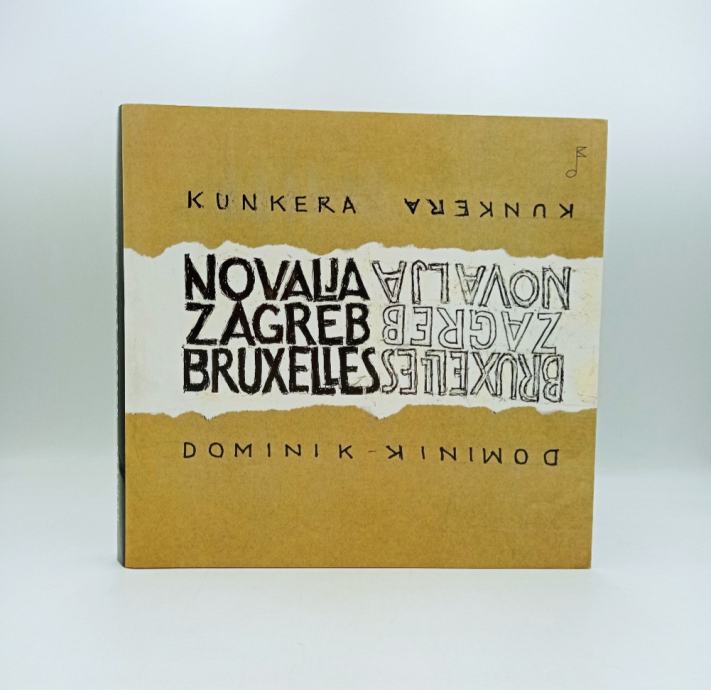 KUNKERA KUNKERA
NOVALJA NOVALJA
ZAGREB ZAGREB
BRUXELLES BRUXELLES
DOMINIK - DOMINIK